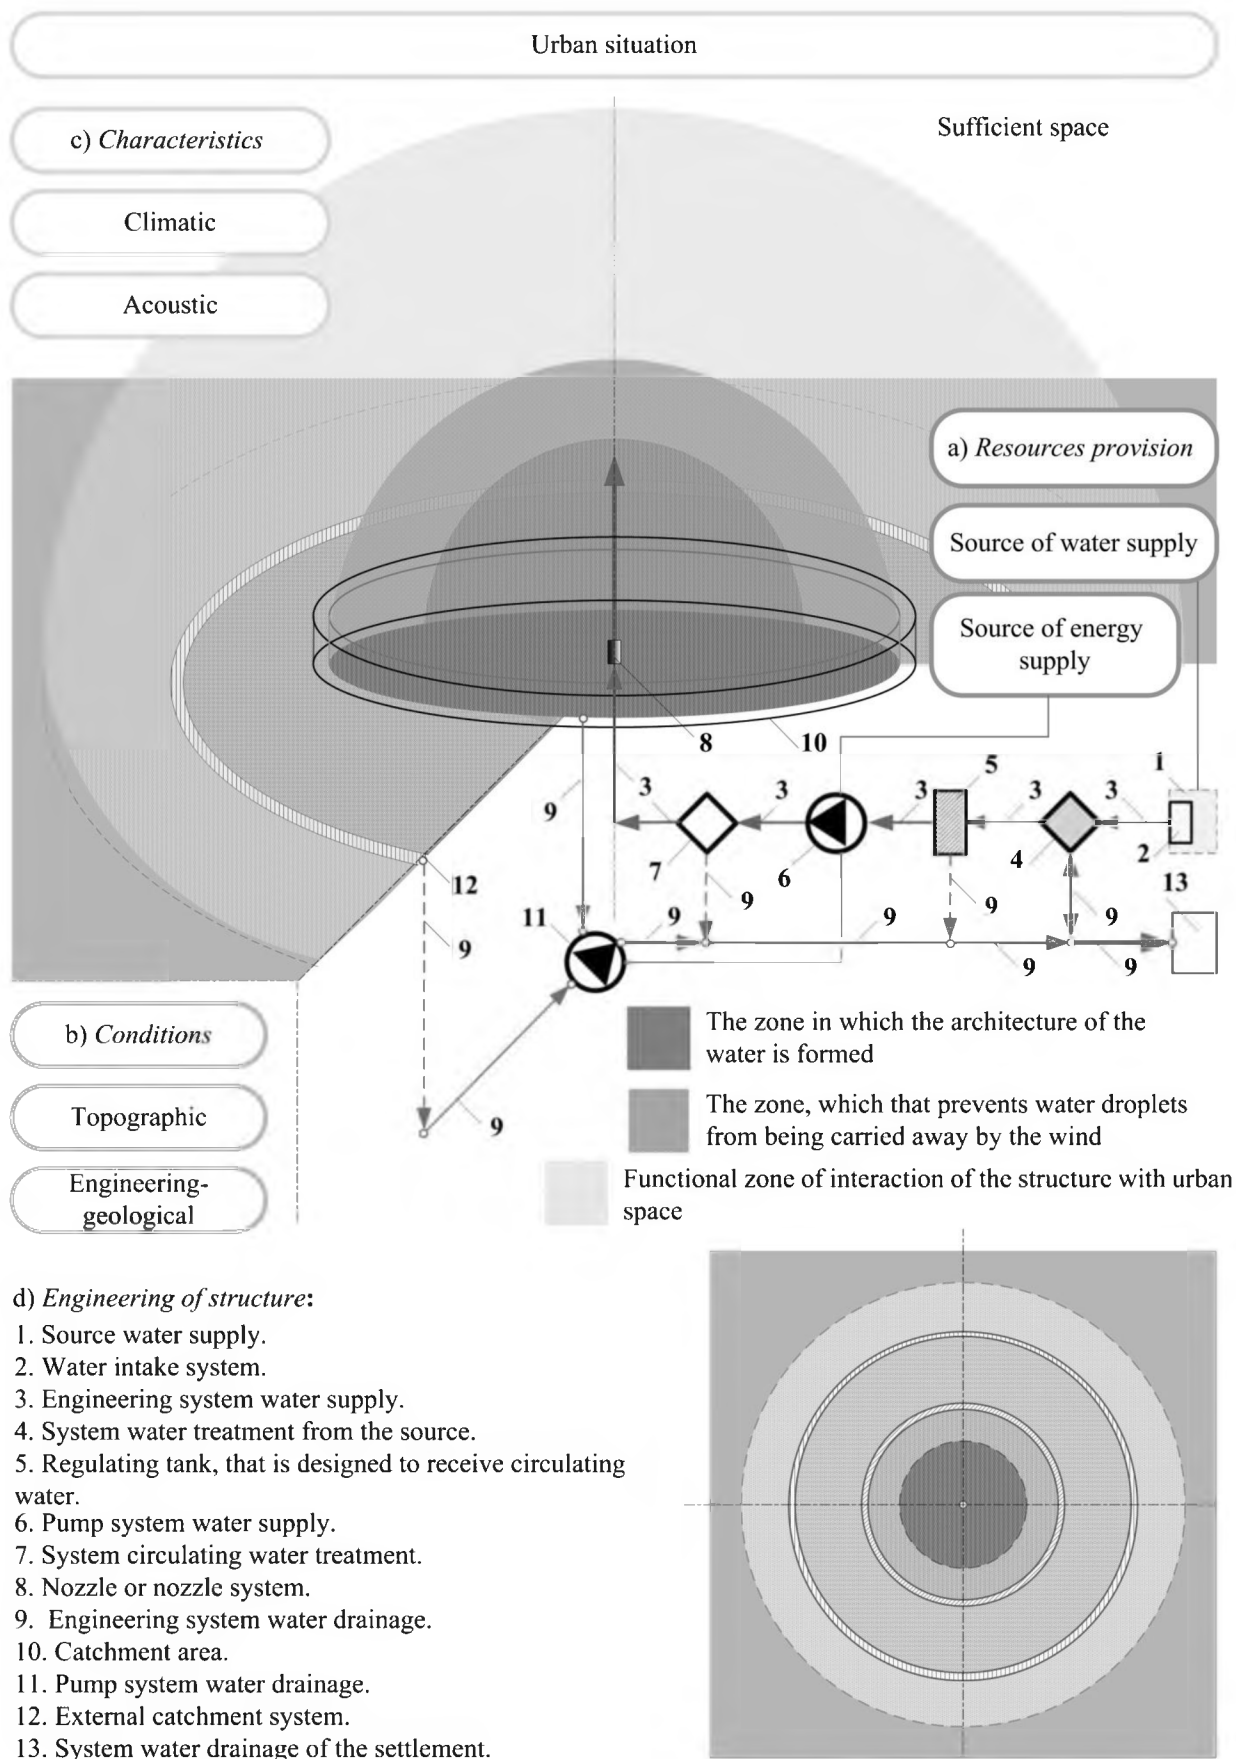 Urban situation
c) Characteristics
Sufficient space
Climatic
Acoustic
a) Resources provision
Source of water supply
Source of energy
supply
8
10
5
1
3
3
3
3
3
9
7
6
4
2
12
11
9
9
9
9
9
13
9
9
9
9
b) Conditions
Topographic
Engineering-
geological
The zone in which the architecture of the
water is formed
The zone, which that prevents water droplets
from being carried away by the wind
Functional zone of interaction of the structure with urban
space
d) Engineering of structure:
1. Source water supply.
2. Water intake system.
3. Engineering system water supply.
4. System water treatment from the source.
5. Regulating tank, that is designed to receive circulating
water.
6. Pump system water supply.
7. System circulating water treatment.
8. Nozzle or nozzle system.
9. Engineering system water drainage.
10. Catchment area.
11. Pump system water drainage.
12. External catchment system.
13. System water drainage of the settlement.